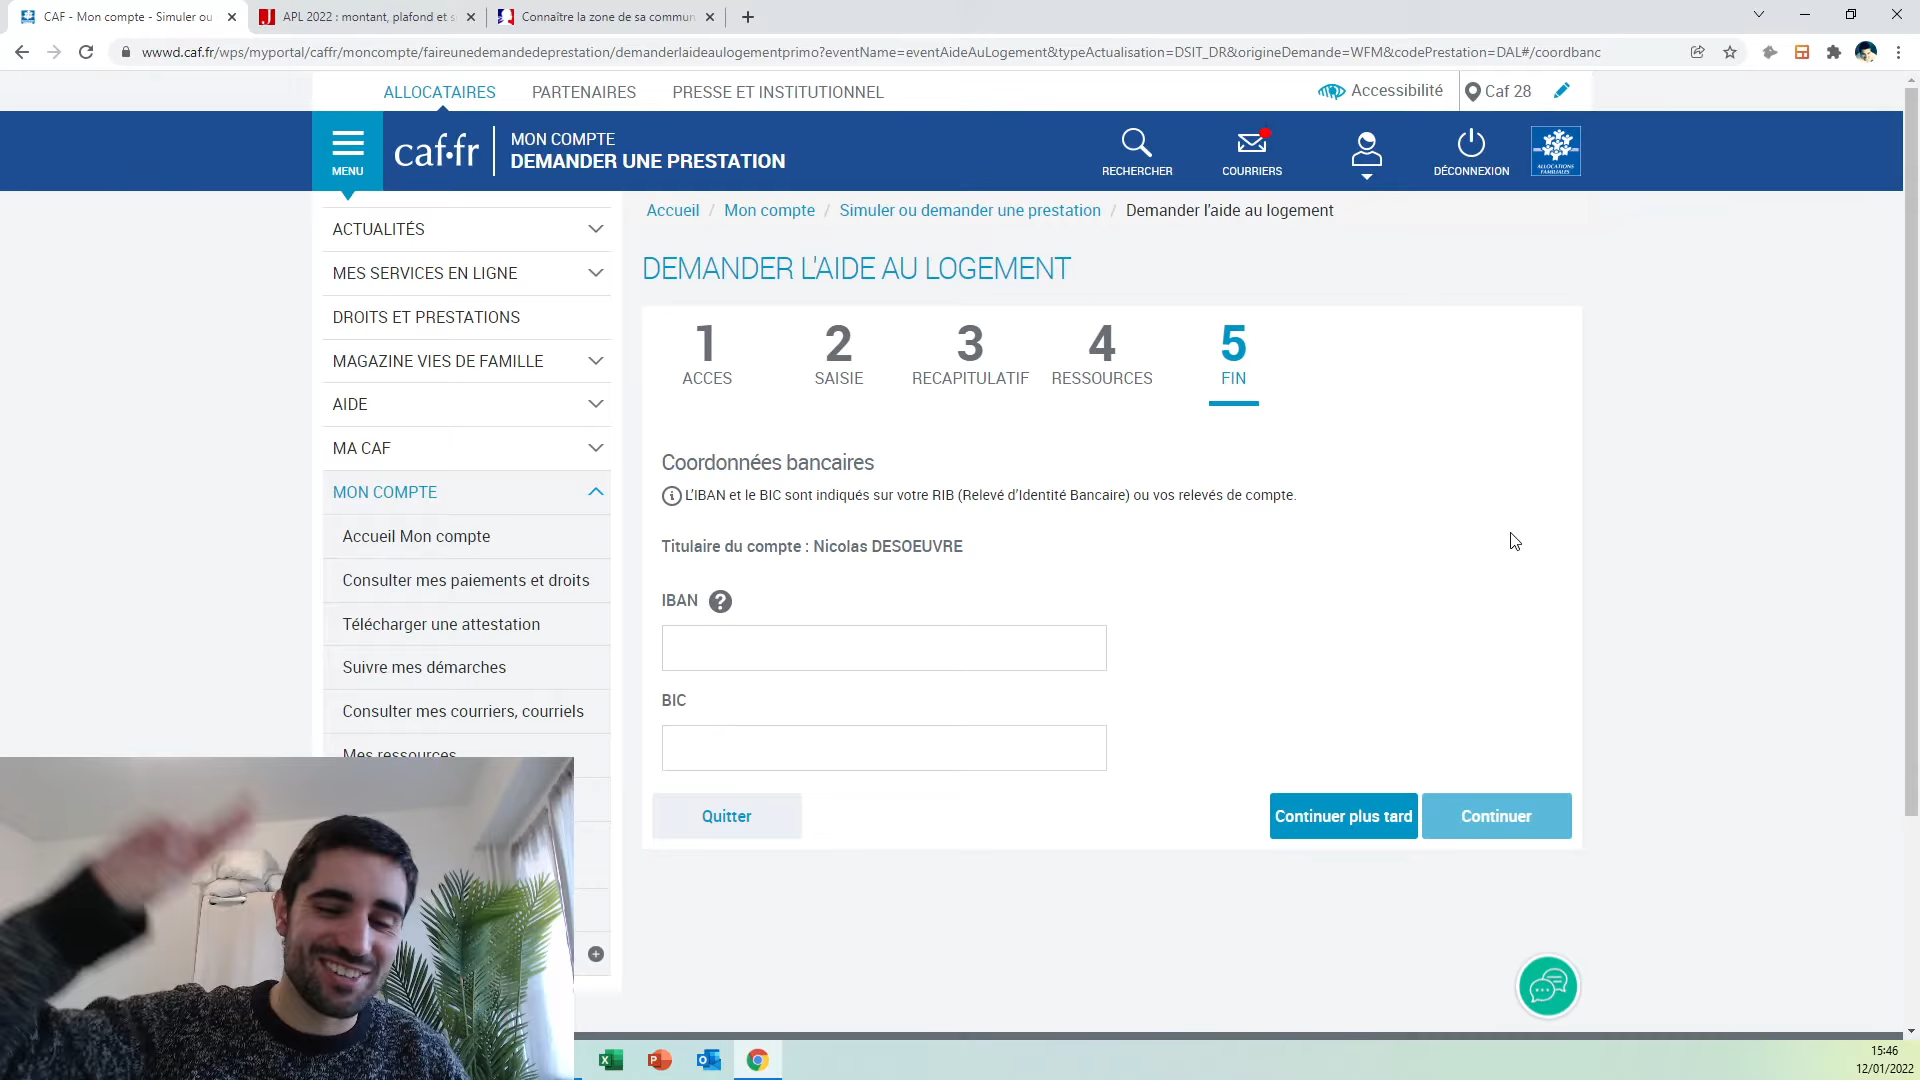 CAF - Mon compte - Simuler ou
APL 2022 : montant, plafond et s
Connaître la zone de sa commun
wwwd.caf.fr/wps/myportal/caffr/moncompte/faireunedemandedeprestation/demanderlaideaulogementprimo?eventName=eventAideAuLogement&typeActualisation=DSIT_DR&origineDemande=WFM&codePrestation=DAL#/coordbanc
ALLOCATAIRES
PARTENAIRES
PRESSE ET INSTITUTIONNEL
Accessibilité
Caf 28
MENU
caf.fr
MON COMPTE
DEMANDER UNE PRESTATION
RECHERCHER
COURRIERS
DÉCONNEXION
ALLOCATIONS
FAMILIALES
ACTUALITÉS
MES SERVICES EN LIGNE
DROITS ET PRESTATIONS
MAGAZINE VIES DE FAMILLE
AIDE
MA CAF
MON COMPTE
Accueil Mon compte
Consulter mes paiements et droits
Télécharger une attestation
Suivre mes démarches
Consulter mes courriers, courriels
Mes ressources
Accueil / Mon compte / Simuler ou demander une prestation / Demander l'aide au logement
DEMANDER L'AIDE AU LOGEMENT
1
ACCES
2
SAISIE
3
RECAPITULATIF
4
RESSOURCES
5
FIN
Coordonnées bancaires
L'IBAN et le BIC sont indiqués sur votre RIB (Relevé d'Identité Bancaire) ou vos relevés de compte.
Titulaire du compte : Nicolas DESOEUVRE
IBAN ?
BIC
Quitter
Continuer plus tard
Continuer
15:46
12/01/2022